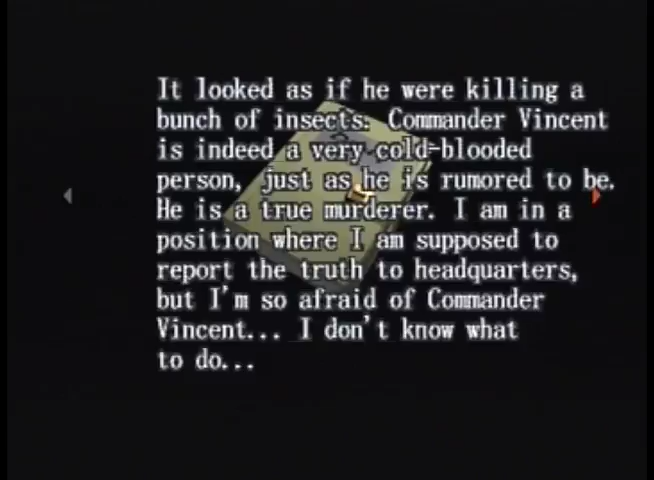 It looked as if he were killing a
bunch of insects. Commander Vincent
is indeed a very cold-blooded
person, just as he is rumored to be.
He is a true murderer. I am in a
position where I am supposed to
report the truth to headquarters,
but I'm so afraid of Commander
Vincent... I don't know what
to do...